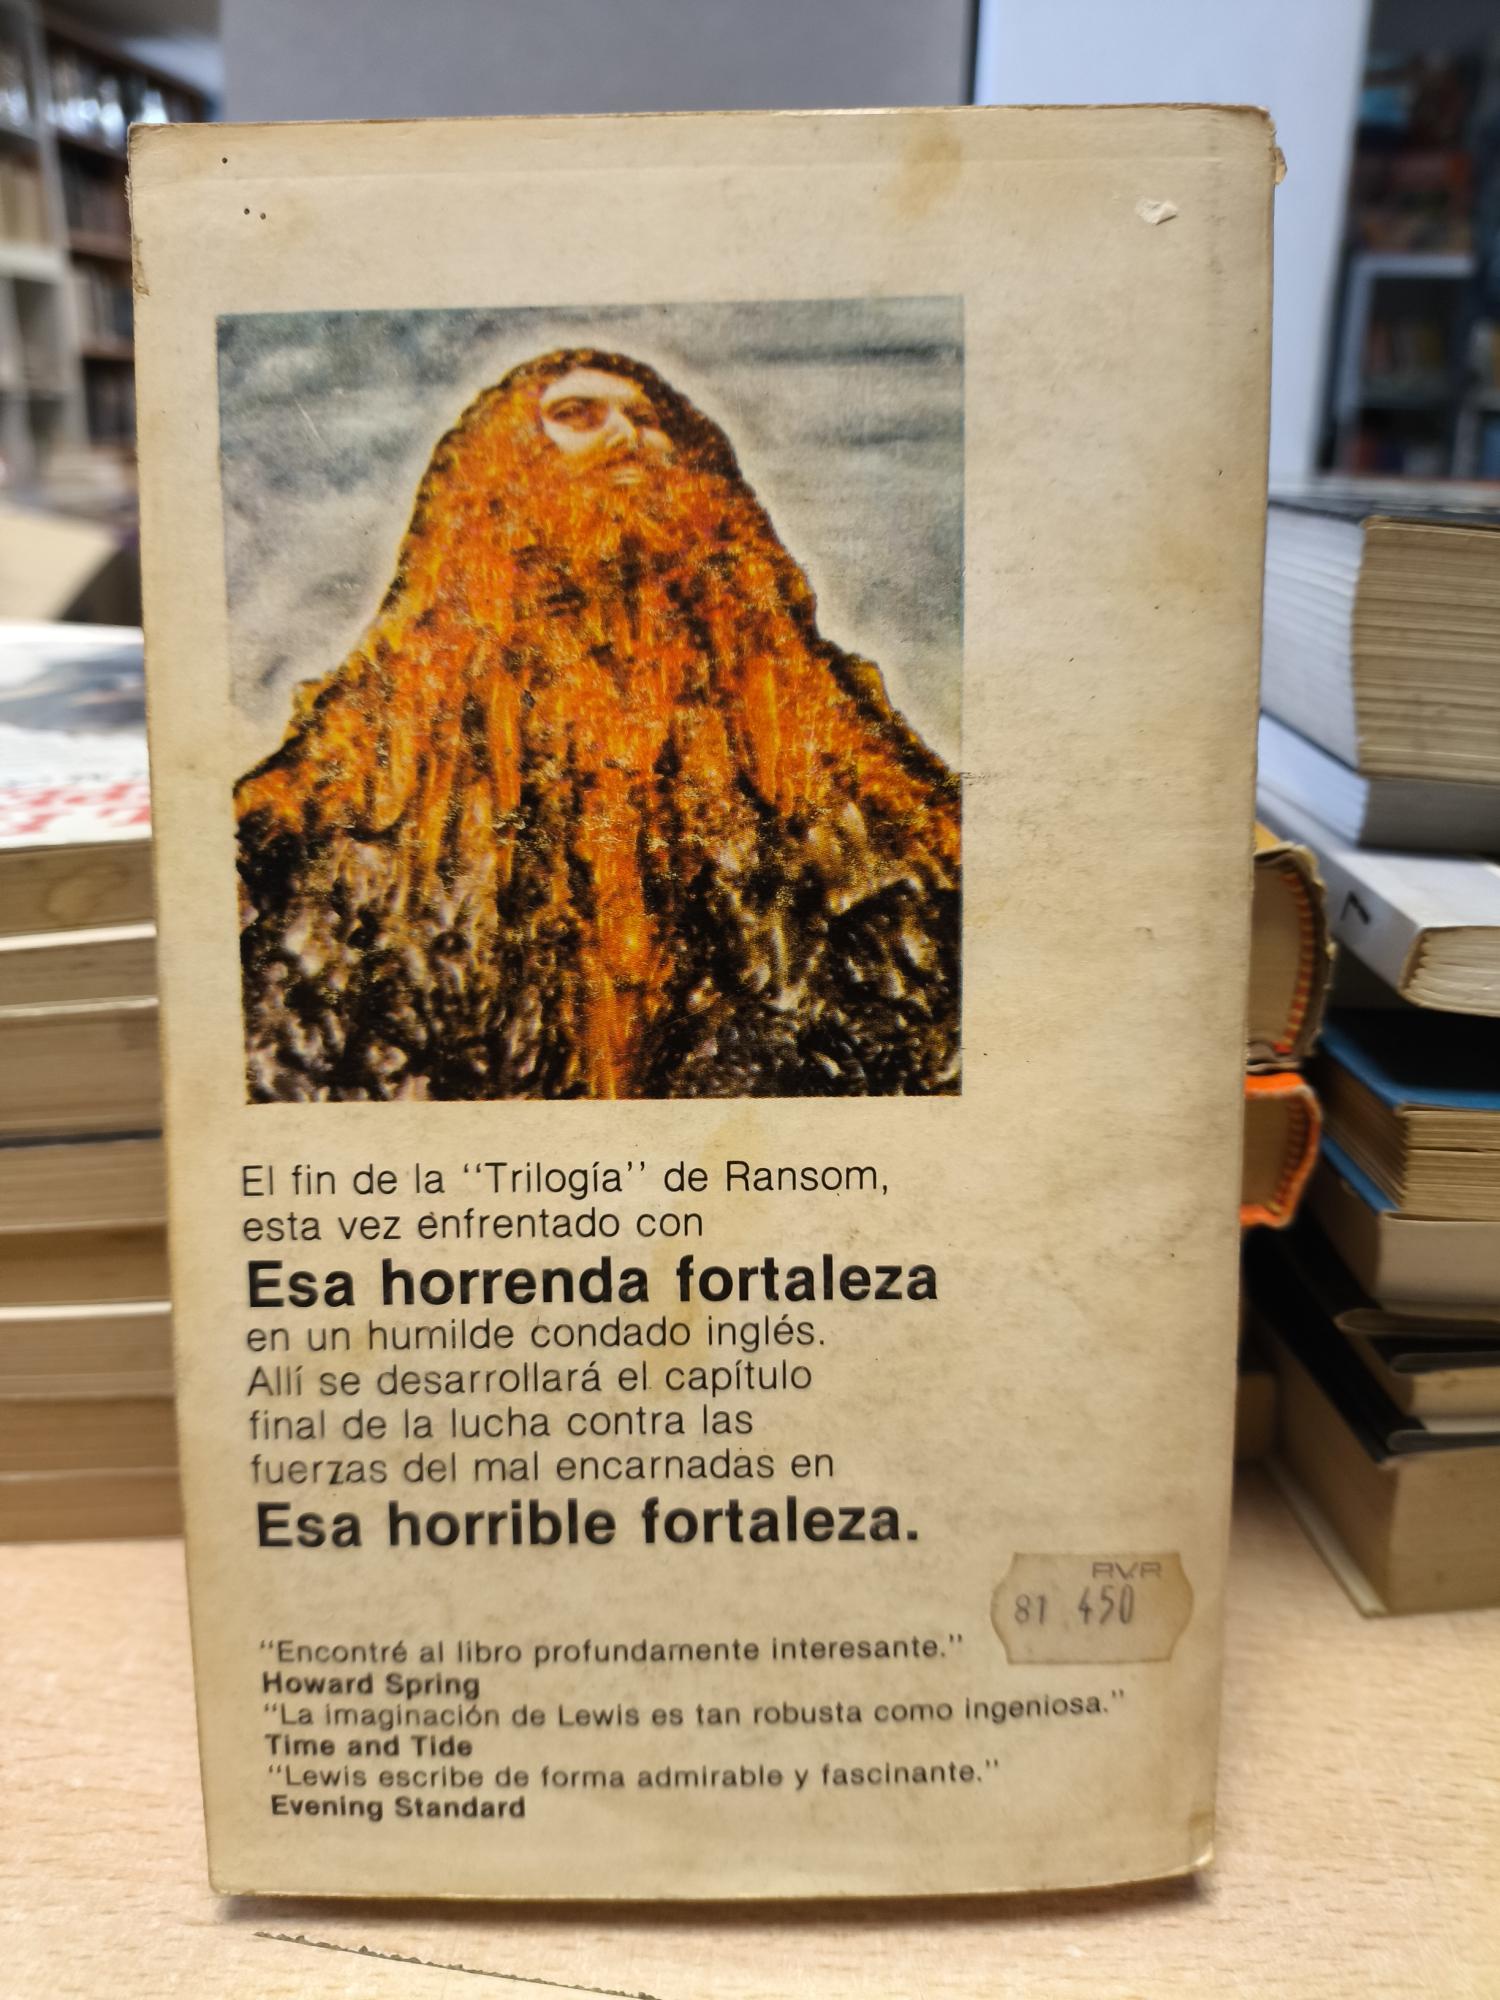 El fin de la “Trilogía” de Ransom,
esta vez enfrentado con
Esa horrenda fortaleza
en un humilde condado inglés.
Allí se desarrollará el capítulo
final de la lucha contra las
fuerzas del mal encarnadas en
Esa horrible fortaleza.
RVR
81 450
“Encontré al libro profundamente interesante.”
Howard Spring
“La imaginación de Lewis es tan robusta como ingeniosa.”
Time and Tide
“Lewis escribe de forma admirable y fascinante.”
Evening Standard